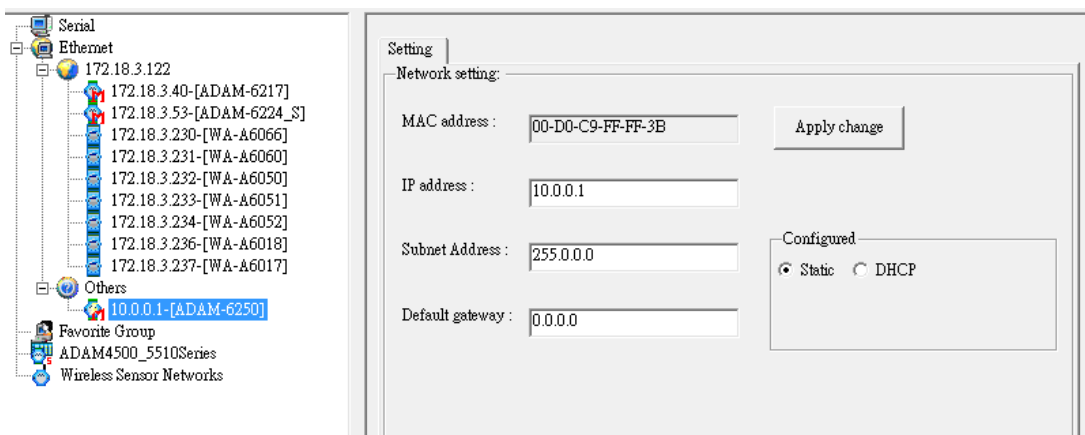 Serial
Ethernet
172.18.3.122
172.18.3.40-[ADAM-6217]
172.18.3.53-[ADAM-6224_S]
172.18.3.230-[WA-A6066]
172.18.3.231-[WA-A6060]
172.18.3.232-[WA-A6050]
172.18.3.233-[WA-A6051]
172.18.3.234-[WA-A6052]
172.18.3.236-[WA-A6018]
172.18.3.237-[WA-A6017]
Others
10.0.0.1-[ADAM-6250]
Favorite Group
ADAM4500_5510Series
Wireless Sensor Networks
Setting
Network setting:
MAC address : 00-D0-C9-FF-FF-3B Apply change
IP address : 10.0.0.1
Subnet Address : 255.0.0.0
Default gateway : 0.0.0.0
Configured
Static DHCP